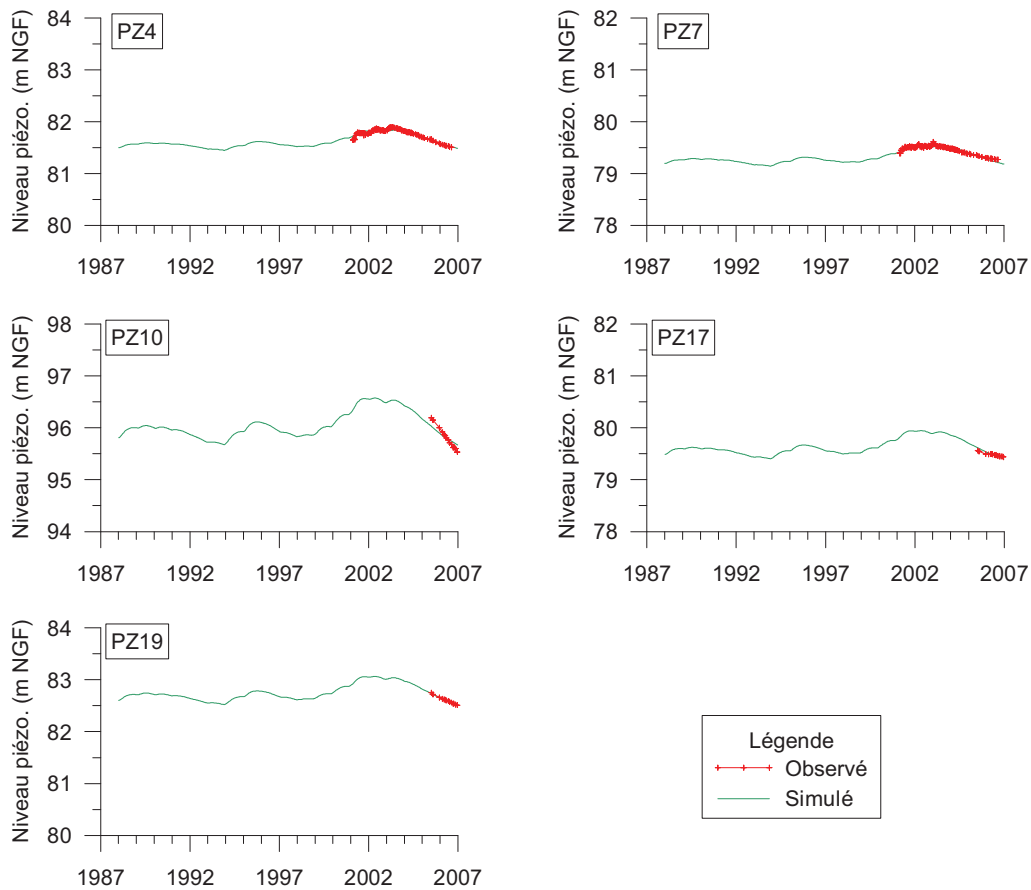 PZ4
Niveau piézo. (m NGF)
84
83
82
81
80
1987 1992 1997 2002 2007
PZ7
Niveau piézo. (m NGF)
82
81
80
79
78
1987 1992 1997 2002 2007
PZ10
Niveau piézo. (m NGF)
98
97
96
95
94
1987 1992 1997 2002 2007
PZ17
Niveau piézo. (m NGF)
82
81
80
79
78
1987 1992 1997 2002 2007
PZ19
Niveau piézo. (m NGF)
84
83
82
81
80
1987 1992 1997 2002 2007
Légende
Observé
Simulé